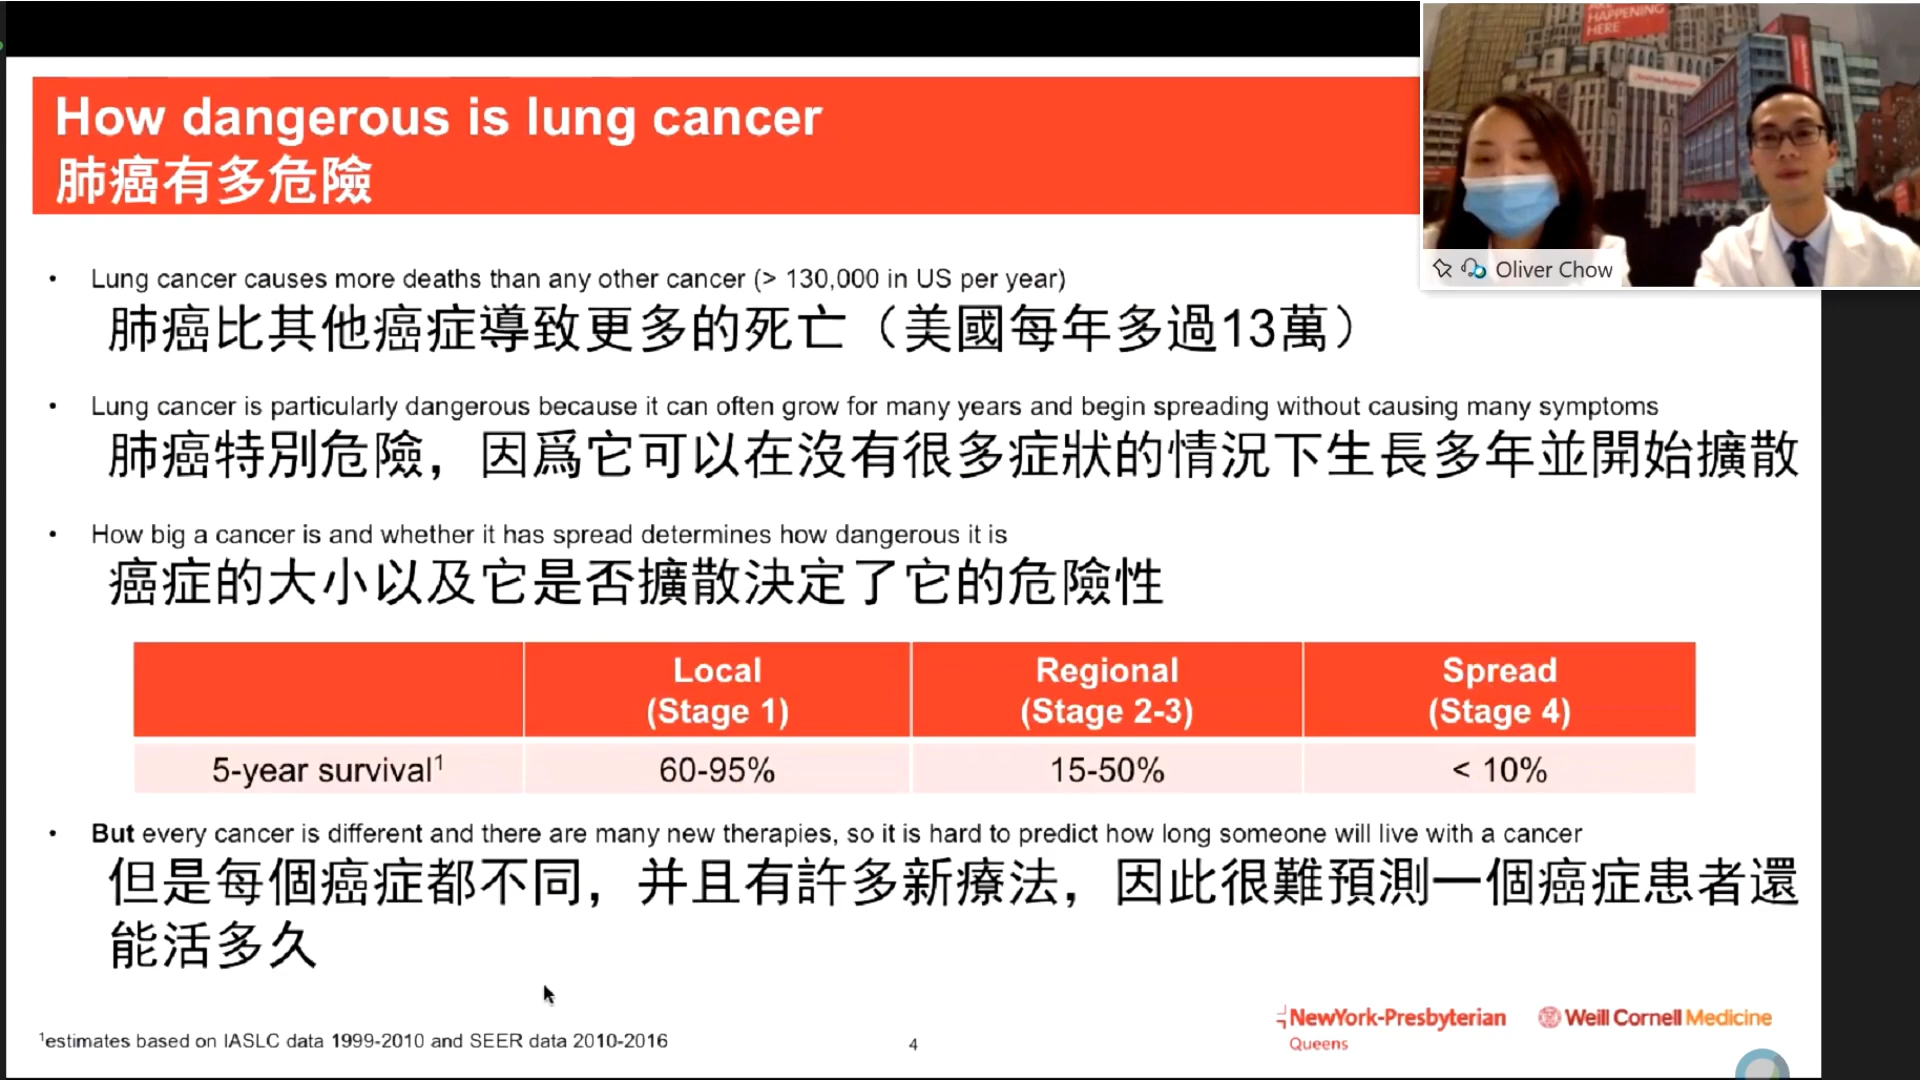 How dangerous is lung cancer
肺癌有多危險
• Lung cancer causes more deaths than any other cancer (> 130,000 in US per year)
肺癌比其他癌症導致更多的死亡（美國每年多過13萬）
• Lung cancer is particularly dangerous because it can often grow for many years and begin spreading without causing many symptoms
肺癌特別危險，因爲它可以在沒有很多症狀的情況下生長多年並開始擴散
• How big a cancer is and whether it has spread determines how dangerous it is
癌症的大小以及它是否擴散決定了它的危險性
Local Regional Spread
(Stage 1) (Stage 2-3) (Stage 4)
5-year survival¹ 60-95% 15-50% < 10%
• But every cancer is different and there are many new therapies, so it is hard to predict how long someone will live with a cancer
但是每個癌症都不同，并且有許多新療法，因此很難預測一個癌症患者還
能活多久
¹estimates based on IASLC data 1999-2010 and SEER data 2010-2016
4
NewYork-Presbyterian
Queens
Weill Cornell Medicine
HAPPENING
HERE
Oliver Chow